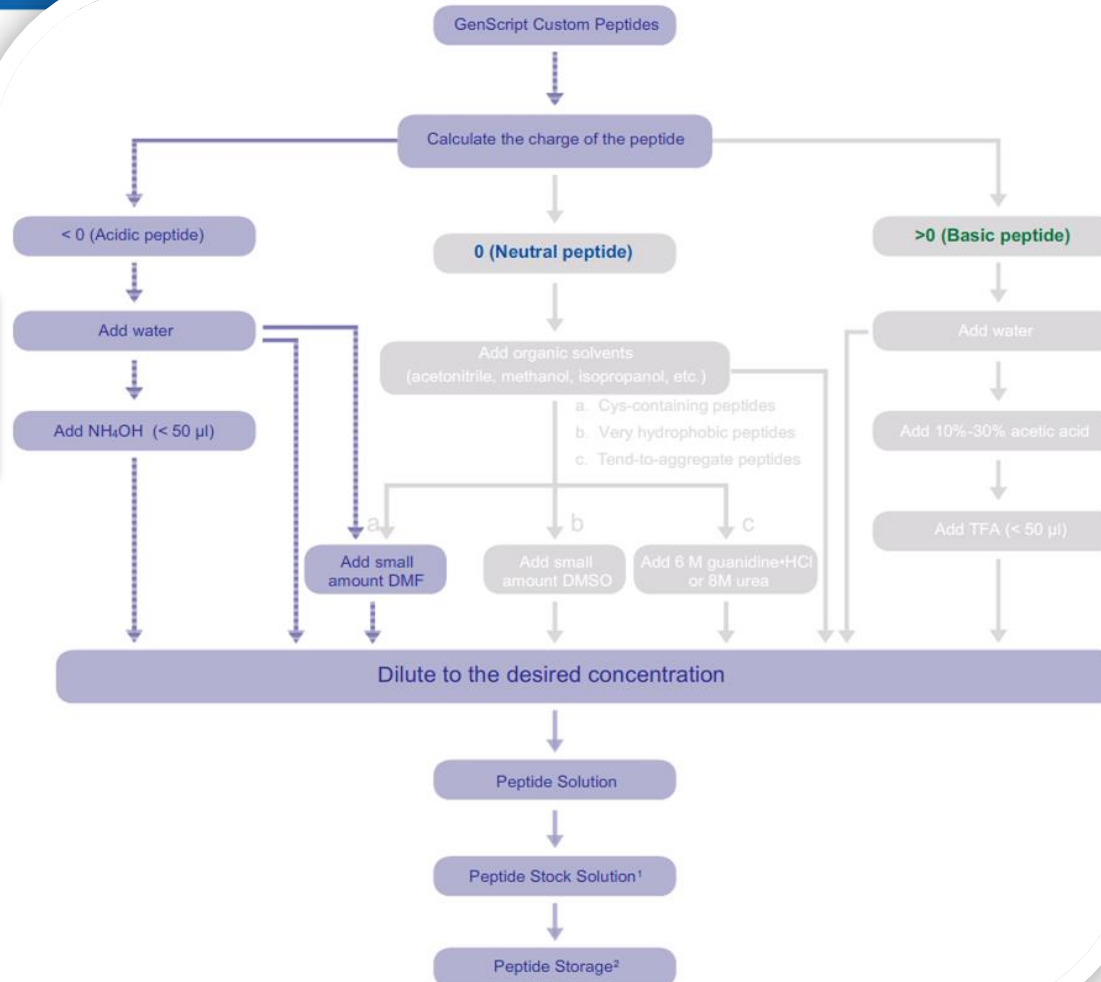 GenScript Custom Peptides
Calculate the charge of the peptide
< 0 (Acidic peptide)
0 (Neutral peptide)
>0 (Basic peptide)
Add water
Add organic solvents
(acetonitrile, methanol, isopropanol, etc.)
Add water
a. Cys-containing peptides
b. Very hydrophobic peptides
c. Tend-to-aggregate peptides
Add NH₄OH (< 50 µl)
Add 10%-30% acetic acid
a
b
c
Add small
amount DMF
Add small
amount DMSO
Add 6 M guanidine•HCl
or 8M urea
Add TFA (< 50 µl)
Dilute to the desired concentration
Peptide Solution
Peptide Stock Solution¹
Peptide Storage²